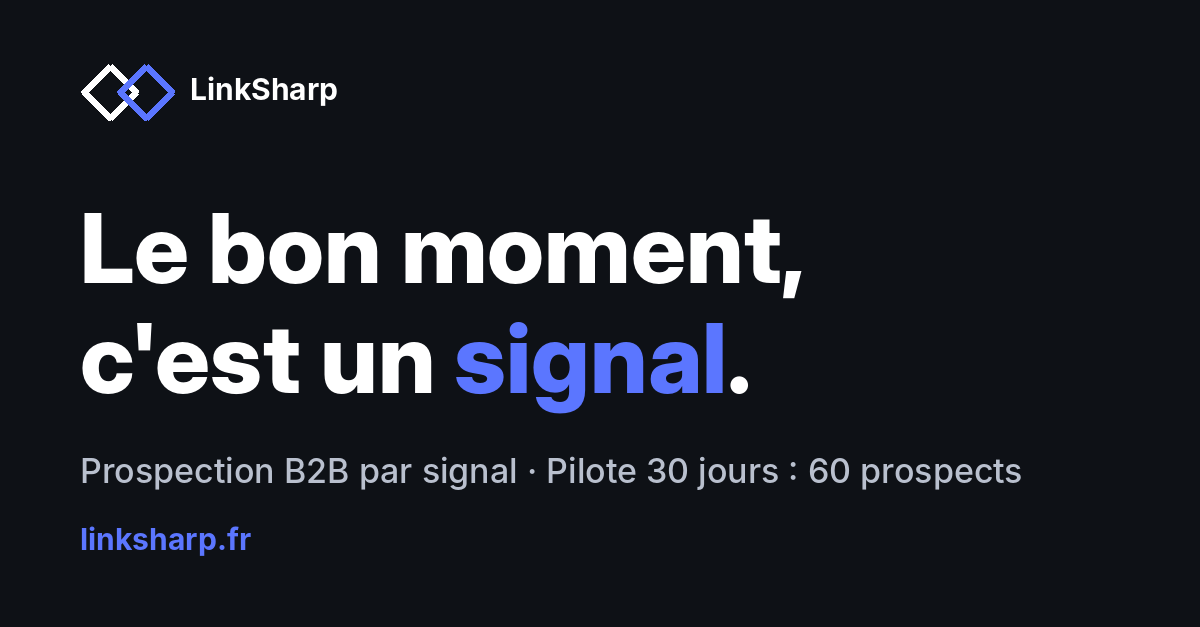 LinkSharp
Le bon moment,
c'est un signal.
Prospection B2B par signal · Pilote 30 jours : 60 prospects
linksharp.fr